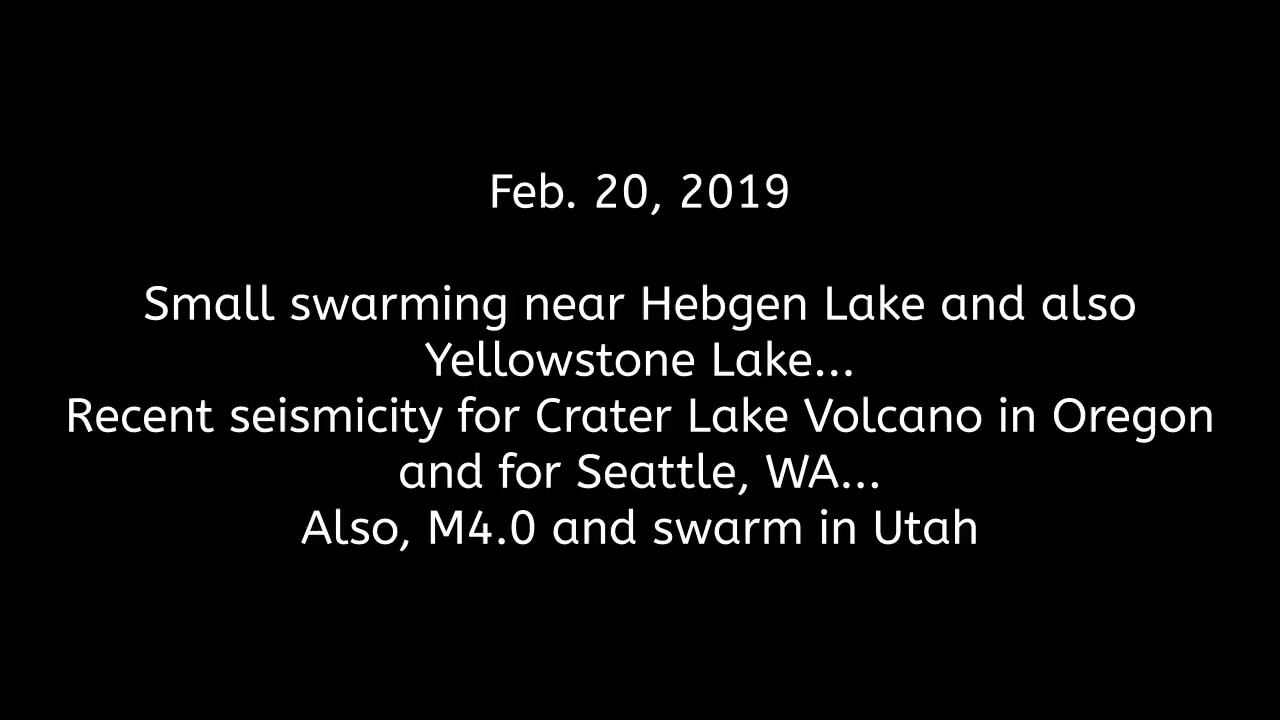 Feb. 20, 2019
Small swarming near Hebgen Lake and also
Yellowstone Lake...
Recent seismicity for Crater Lake Volcano in Oregon
and for Seattle, WA...
Also, M4.0 and swarm in Utah